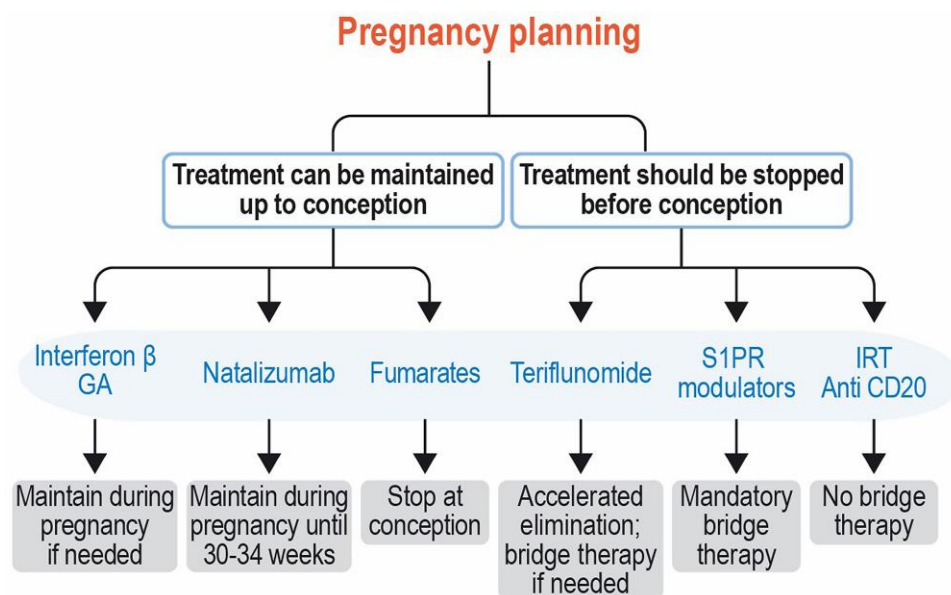 Pregnancy planning
Treatment can be maintained
up to conception
Treatment should be stopped
before conception
Interferon β
GA
Natalizumab
Fumarates
Teriflunomide
S1PR
modulators
IRT
Anti CD20
Maintain during
pregnancy
if needed
Maintain during
pregnancy until
30-34 weeks
Stop at
conception
Accelerated
elimination;
bridge therapy
if needed
Mandatory
bridge
therapy
No bridge
therapy